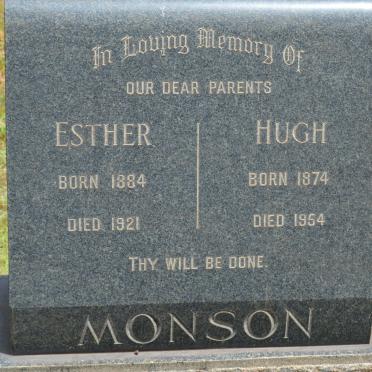 In Loving Memory Of
OUR DEAR PARENTS
ESTHER
BORN 1884
DIED 1921
HUGH
BORN 1874
DIED 1954
THY WILL BE DONE.
MONSON